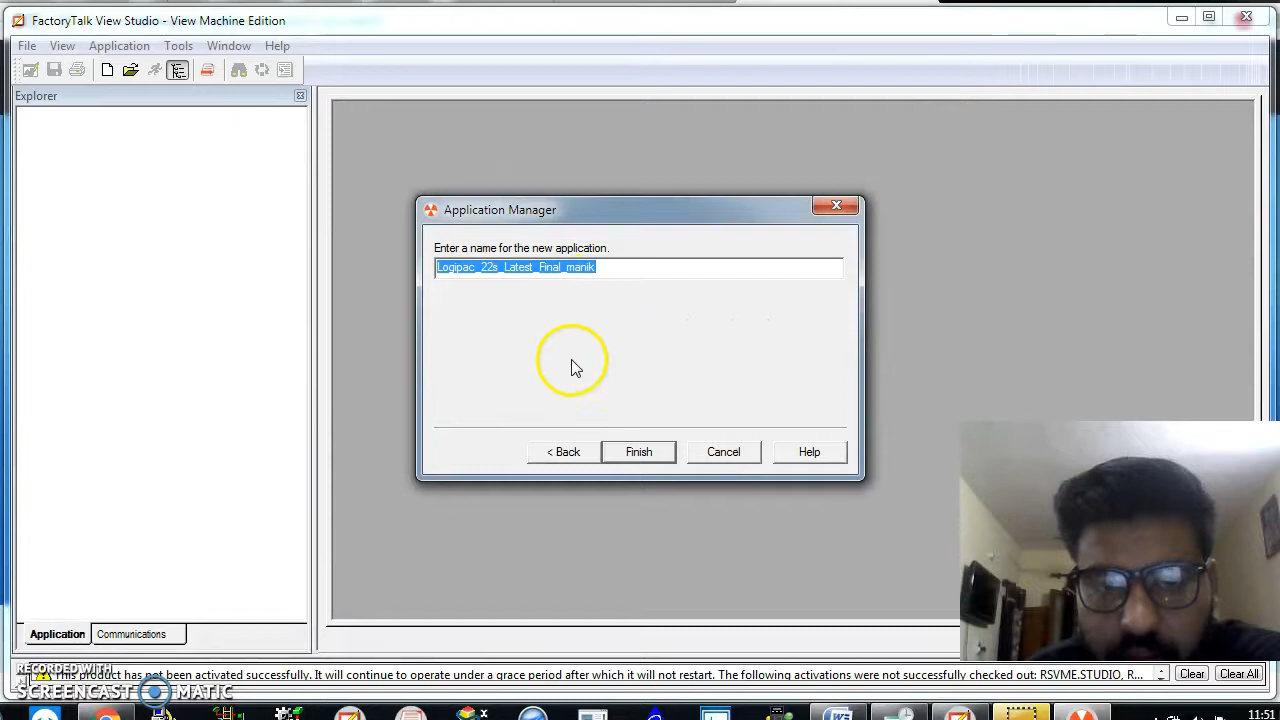 FactoryTalk View Studio - View Machine Edition
File View Application Tools Window Help
Explorer
Application Manager
Enter a name for the new application.
Logipac_22s_Latest_Final_manik
< Back Finish Cancel Help
Application Communications
RECORDED WITH
SCREENCAST MATIC
This product has not been activated successfully. It will continue to operate under a grace period after which it will not restart. The following activations were not successfully checked out: RSVME.STUDIO, R...
Clear Clear All
11:51